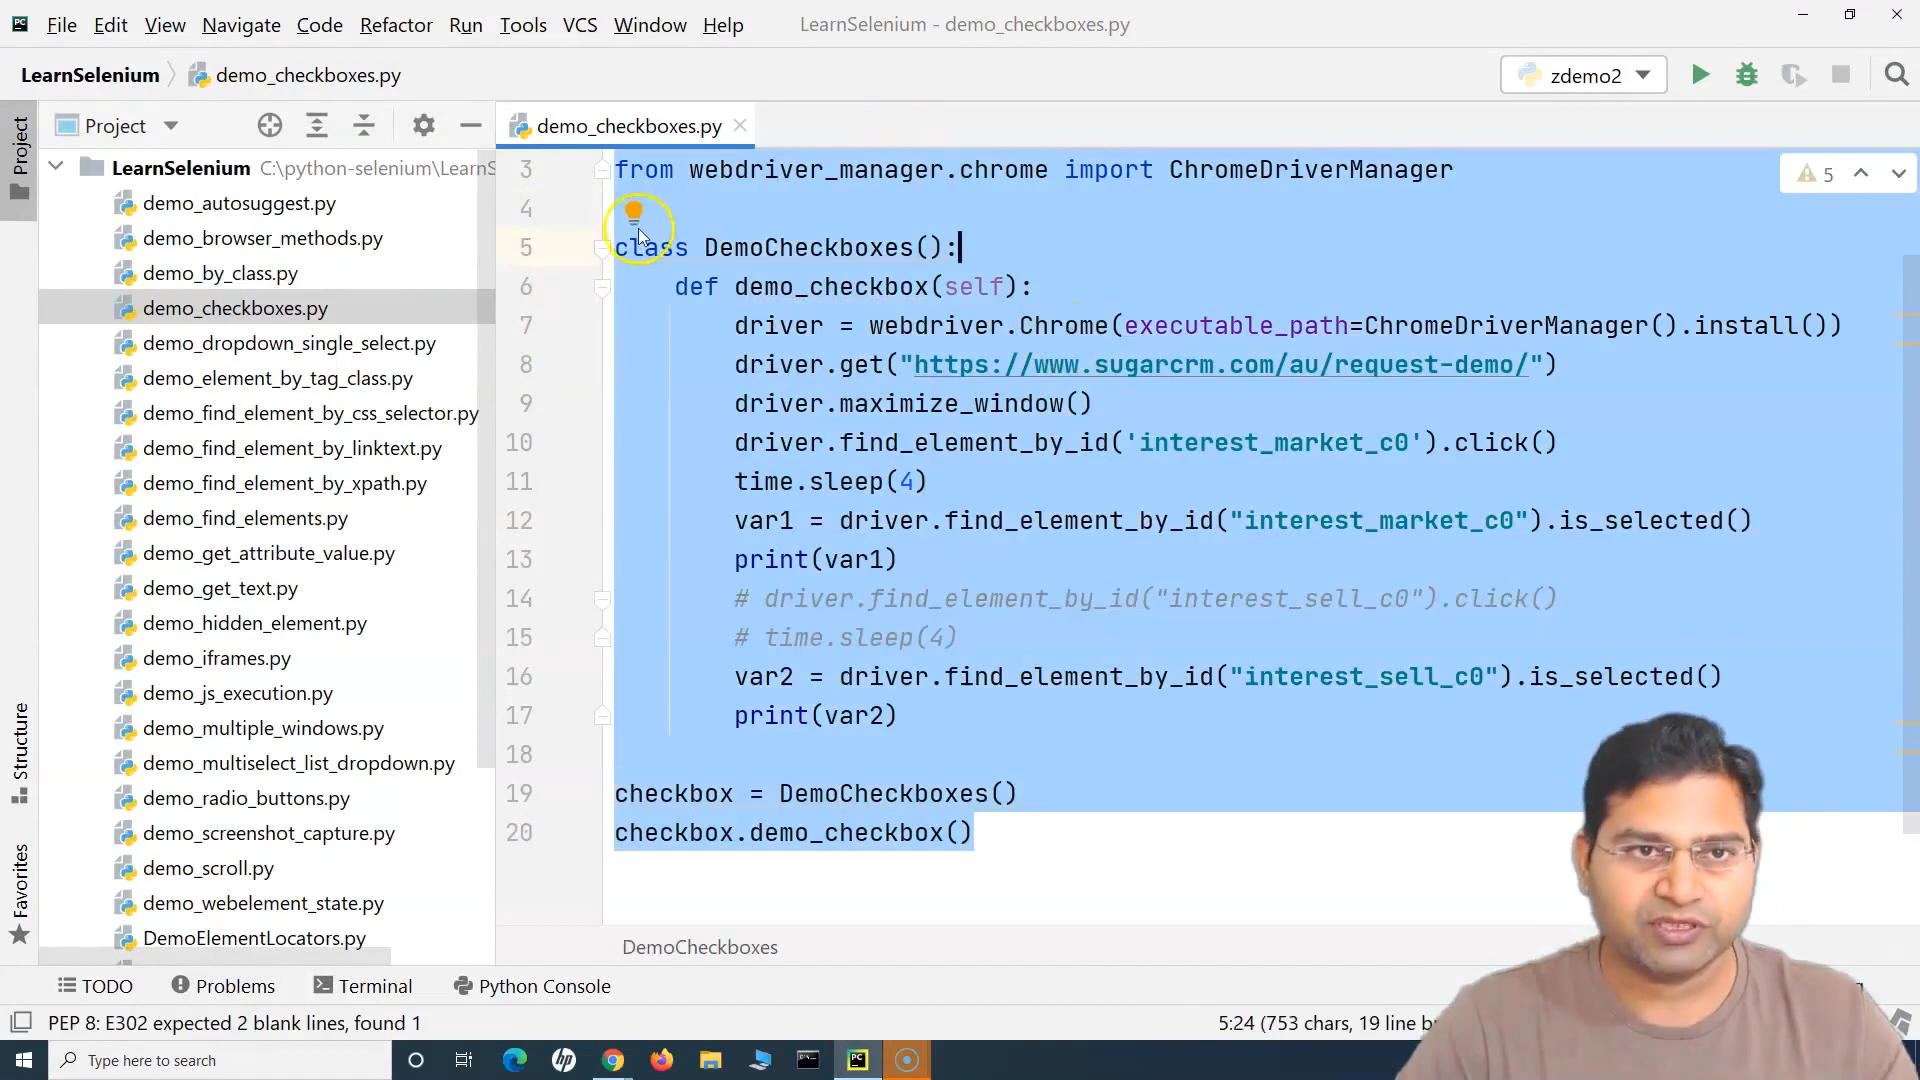 File Edit View Navigate Code Refactor Run Tools VCS Window Help LearnSelenium - demo_checkboxes.py
LearnSelenium demo_checkboxes.py zdemo2
Project
demo_checkboxes.py
Project
LearnSelenium C:\python-selenium\LearnS
demo_autosuggest.py
demo_browser_methods.py
demo_by_class.py
demo_checkboxes.py
demo_dropdown_single_select.py
demo_element_by_tag_class.py
demo_find_element_by_css_selector.py
demo_find_element_by_linktext.py
demo_find_element_by_xpath.py
demo_find_elements.py
demo_get_attribute_value.py
demo_get_text.py
demo_hidden_element.py
demo_iframes.py
demo_js_execution.py
demo_multiple_windows.py
demo_multiselect_list_dropdown.py
demo_radio_buttons.py
demo_screenshot_capture.py
demo_scroll.py
demo_webelement_state.py
DemoElementLocators.py
Structure
Favorites
3 from webdriver_manager.chrome import ChromeDriverManager
5
4
5 class DemoCheckboxes():
6 def demo_checkbox(self):
7 driver = webdriver.Chrome(executable_path=ChromeDriverManager().install())
8 driver.get("https://www.sugarcrm.com/au/request-demo/")
9 driver.maximize_window()
10 driver.find_element_by_id('interest_market_c0').click()
11 time.sleep(4)
12 var1 = driver.find_element_by_id("interest_market_c0").is_selected()
13 print(var1)
14 # driver.find_element_by_id("interest_sell_c0").click()
15 # time.sleep(4)
16 var2 = driver.find_element_by_id("interest_sell_c0").is_selected()
17 print(var2)
18
19 checkbox = DemoCheckboxes()
20 checkbox.demo_checkbox()
DemoCheckboxes
TODO Problems Terminal Python Console
PEP 8: E302 expected 2 blank lines, found 1 5:24 (753 chars, 19 line
Type here to search